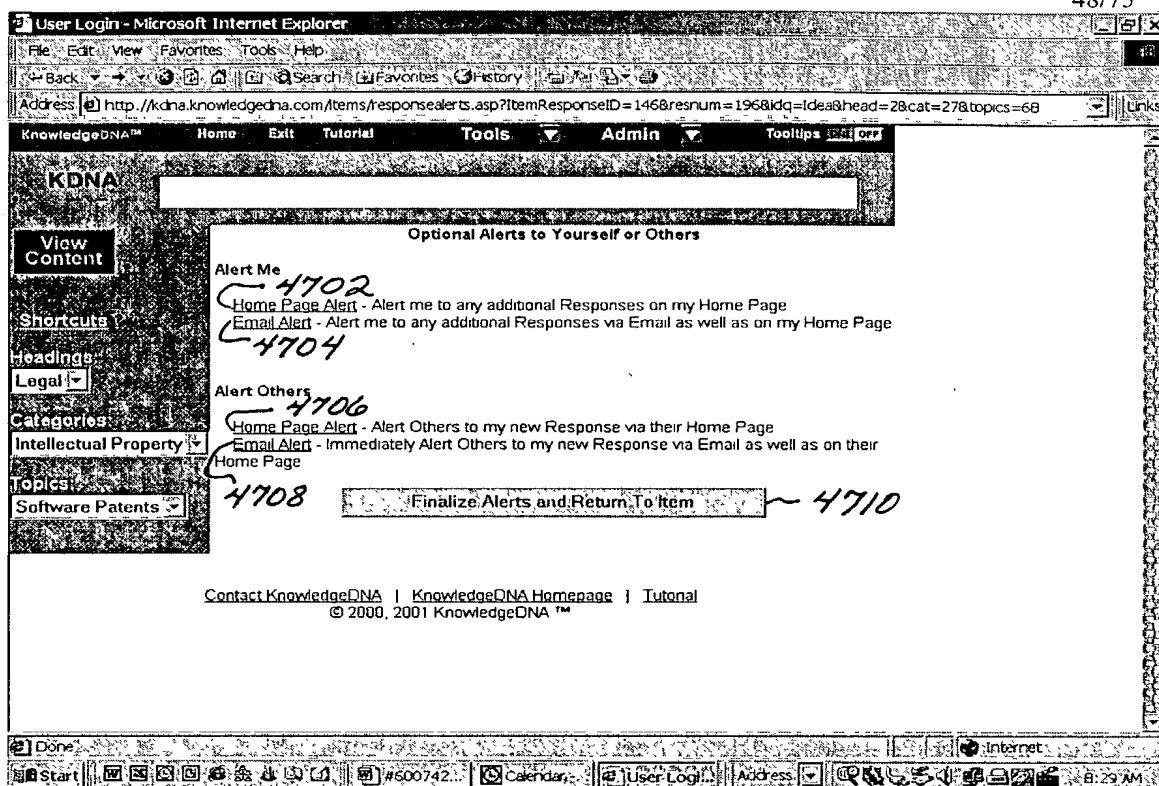 48/75
User Login - Microsoft Internet Explorer
File Edit View Favorites Tools Help
Back Search Favorites History
Address http://kdna.knowledgedna.com/items/responsealerts.asp?ItemResponseID=146&resnum=196&idq=Idea&head=2&cat=27&topics=68 Links
KnowledgeDNA™ Home Exit Tutorial Tools Admin Tooltips OFF
KDNA
View
Content
Optional Alerts to Yourself or Others
Alert Me
4702
Home Page Alert - Alert me to any additional Responses on my Home Page
Email Alert - Alert me to any additional Responses via Email as well as on my Home Page
4704
Shortcuts
Headings
Legal
Alert Others
4706
Home Page Alert - Alert Others to my new Response via their Home Page
Email Alert - Immediately Alert Others to my new Response via Email as well as on their
Home Page
4708
Categories
Intellectual Property
Topics
Software Patents
Finalize Alerts and Return To Item
4710
Contact KnowledgeDNA | KnowledgeDNA Homepage | Tutorial
© 2000, 2001 KnowledgeDNA ™
Done Internet
Start #600742... Calendar... User Logi... Address 8:29 AM